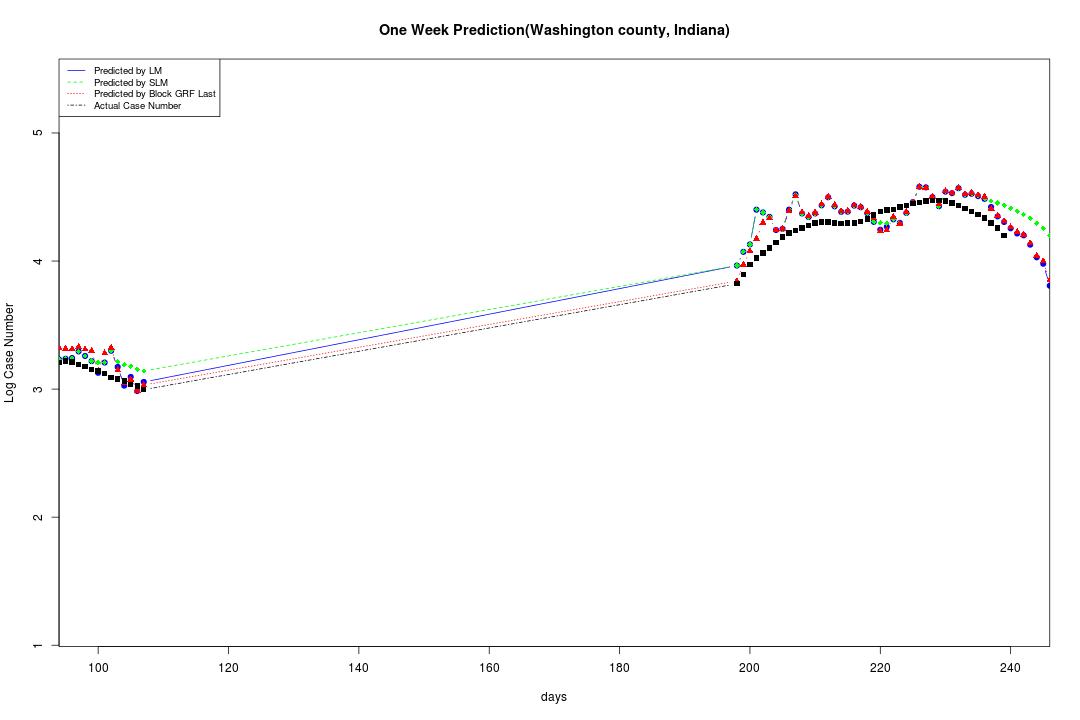 One Week Prediction(Washington county, Indiana)
Predicted by LM
Predicted by SLM
Predicted by Block GRF Last
Actual Case Number
5
4
3
2
1
Log Case Number
100 120 140 160 180 200 220 240
days